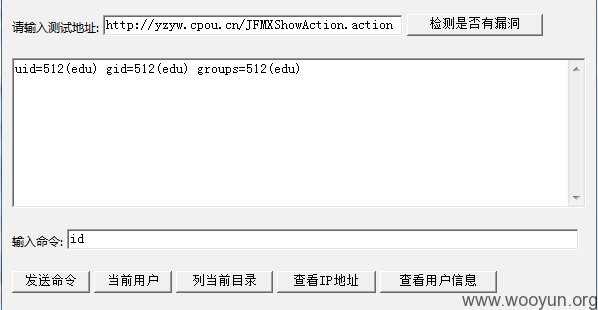 请输入测试地址: http://yzyw.cpou.cn/JFMXShowAction.action 检测是否有漏洞
uid=512(edu) gid=512(edu) groups=512(edu)
输入命令: id
发送命令 当前用户 列当前目录 查看IP地址 查看用户信息
www.wooyun.org